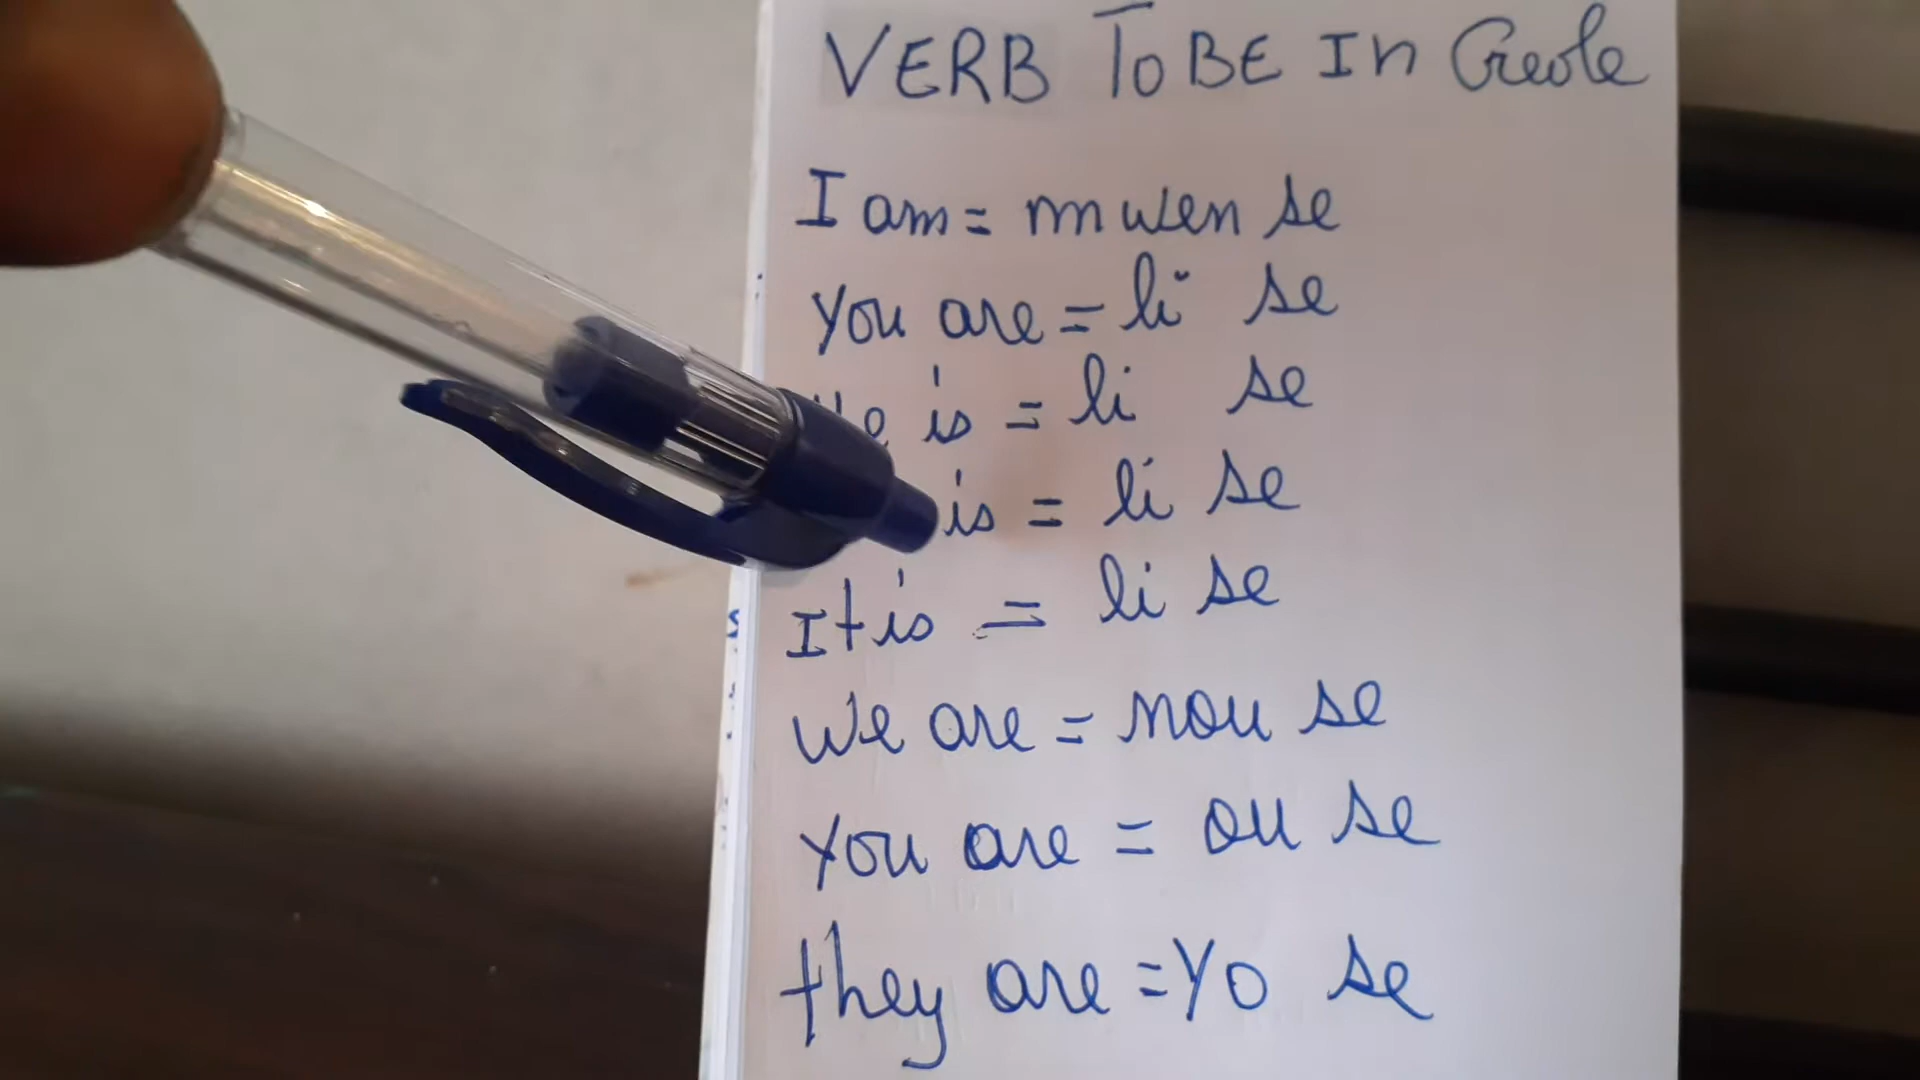 VERB To BE In Creole
I am = mwen se
You are = li se
is = li se
is = li se
It is = li se
We are = nou se
You are = ou se
they are = Yo se